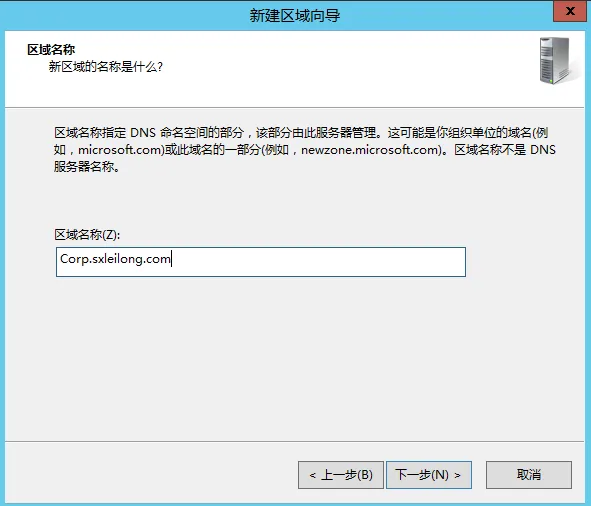 新建区域向导
x
区域名称
新区域的名称是什么?
区域名称指定 DNS 命名空间的部分，该部分由此服务器管理。这可能是你组织单位的域名(例
如，microsoft.com)或此域名的一部分(例如，newzone.microsoft.com)。区域名称不是 DNS
服务器名称。
区域名称(Z):
Corp.sxleilong.com
< 上一步(B)
下一步(N) >
取消